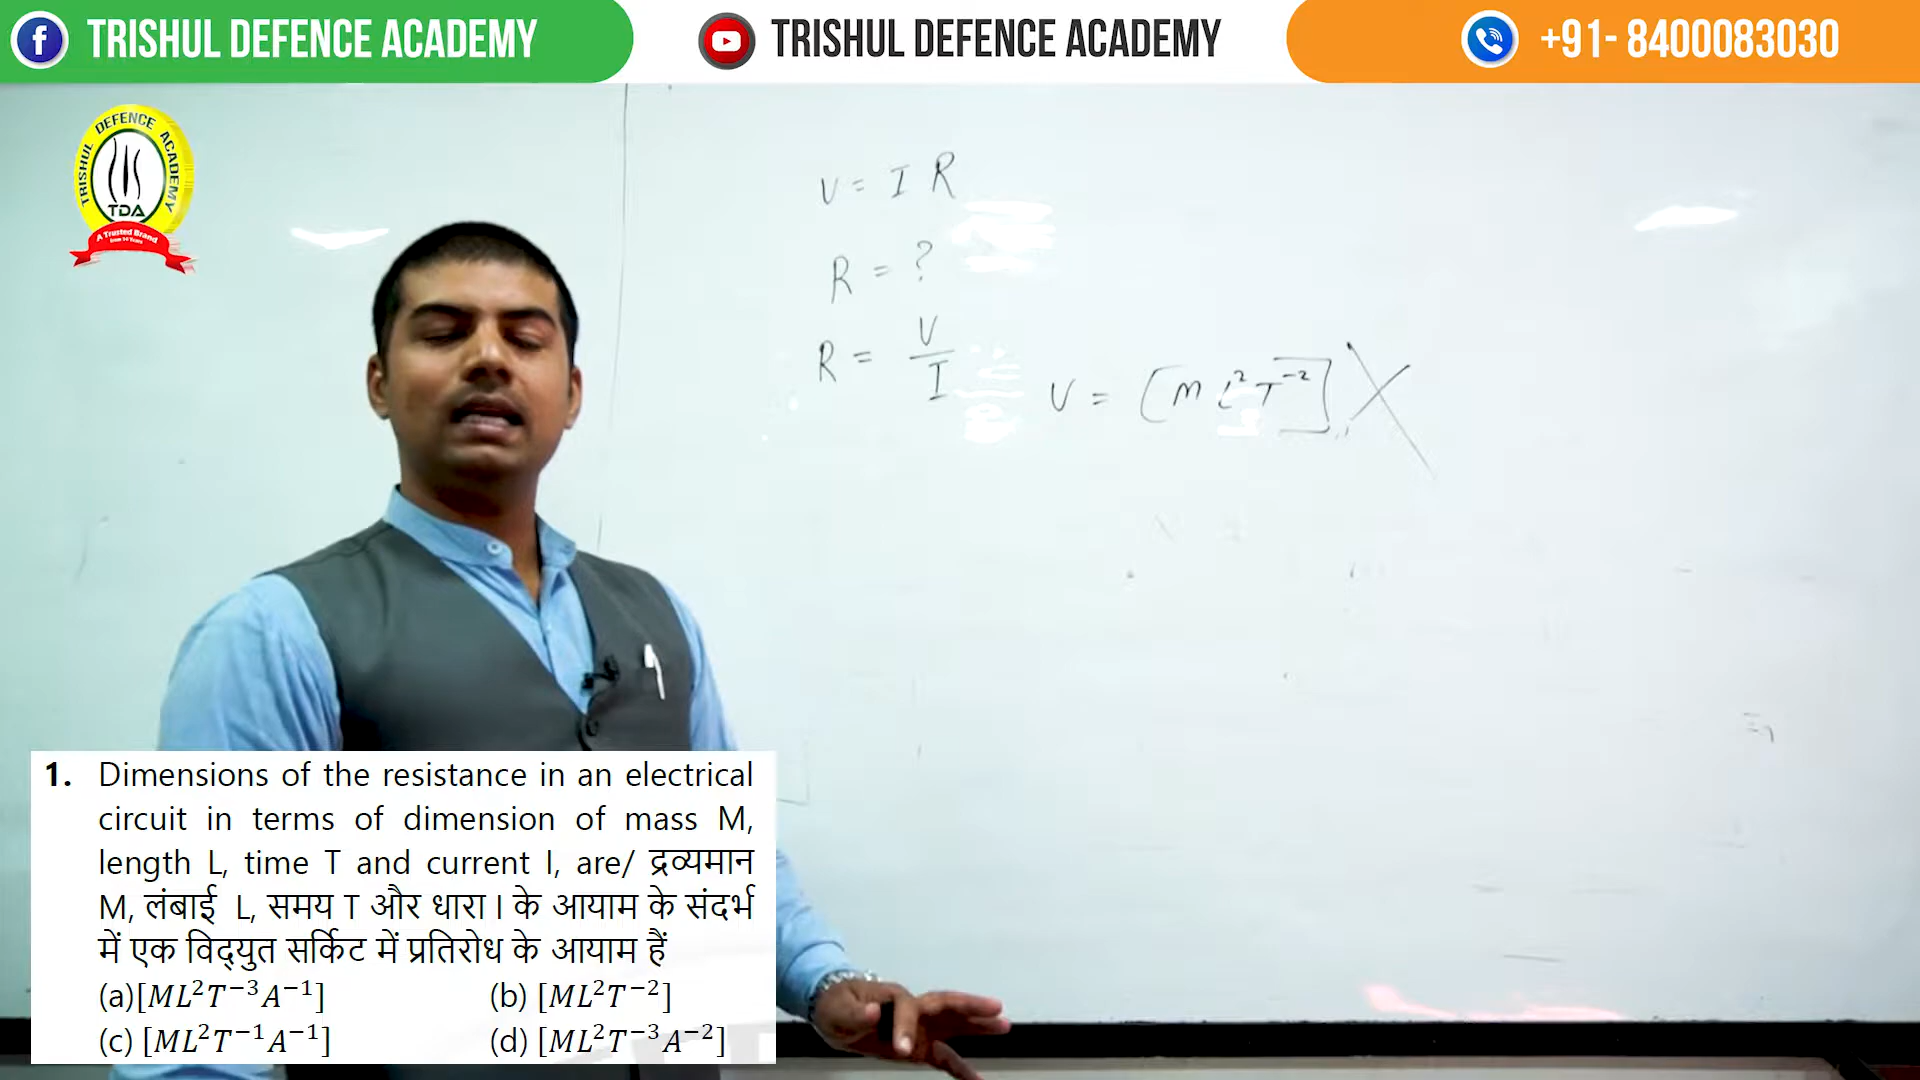 TRISHUL DEFENCE ACADEMY
TRISHUL DEFENCE ACADEMY
+91- 8400083030
TRISHUL DEFENCE ACADEMY
TDA
A Trusted Brand
V = I R
R = ?
R = V / I
V = [M L² T⁻²] X
1. Dimensions of the resistance in an electrical
circuit in terms of dimension of mass M,
length L, time T and current I, are/ द्रव्यमान
M, लंबाई L, समय T और धारा I के आयाम के संदर्भ
में एक विद्युत सर्किट में प्रतिरोध के आयाम हैं
(a)[ML²T⁻³A⁻¹] (b) [ML²T⁻²]
(c) [ML²T⁻¹A⁻¹] (d) [ML²T⁻³A⁻²]